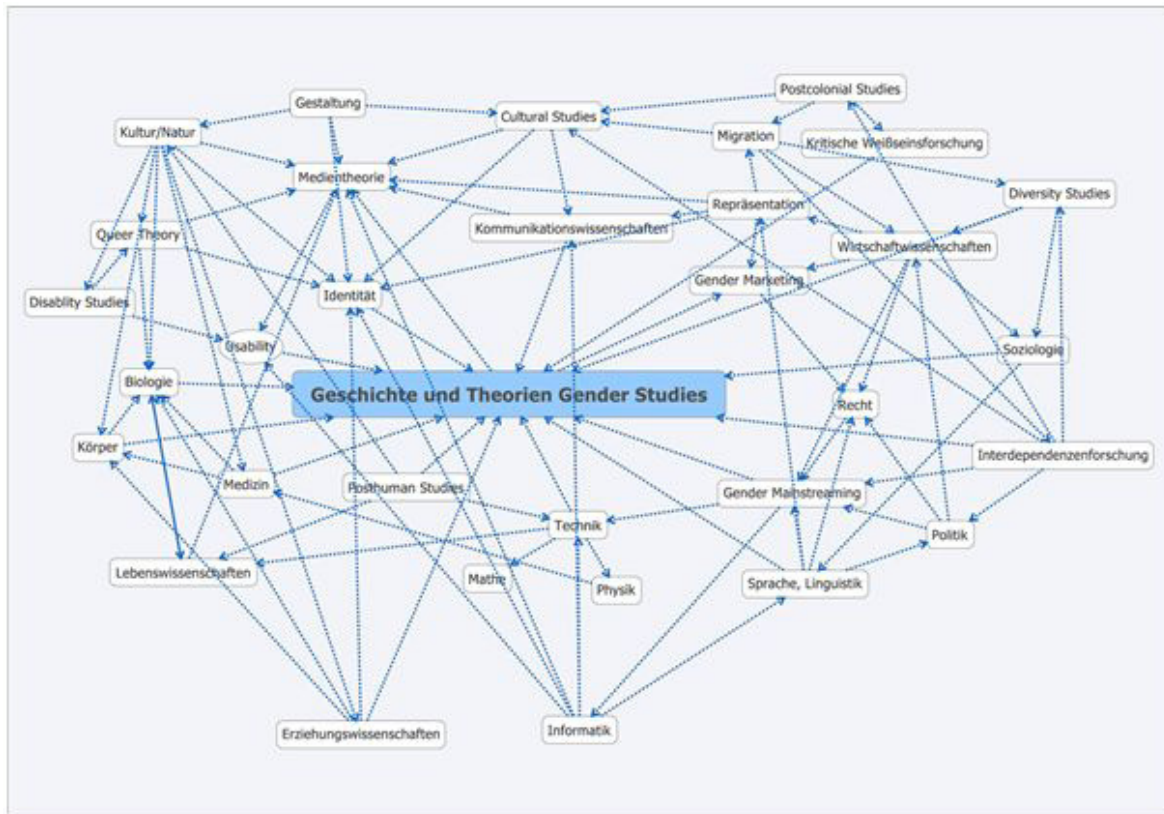 Postcolonial Studies
Gestaltung
Cultural Studies
Kultur/Natur
Migration
Kritische Weißseinsforschung
Medientheorie
Diversity Studies
Repräsentation
Kommunikationswissenschaften
Queer Theory
Wirtschaftwissenschaften
Gender Marketing
Disablity Studies
Identität
Usability
Soziologie
Biologie
Geschichte und Theorien Gender Studies
Recht
Körper
Interdependenzenforschung
Medizin
Posthuman Studies
Gender Mainstreaming
Technik
Politik
Lebenswissenschaften
Mathe
Physik
Sprache, Linguistik
Erziehungswissenschaften
Informatik